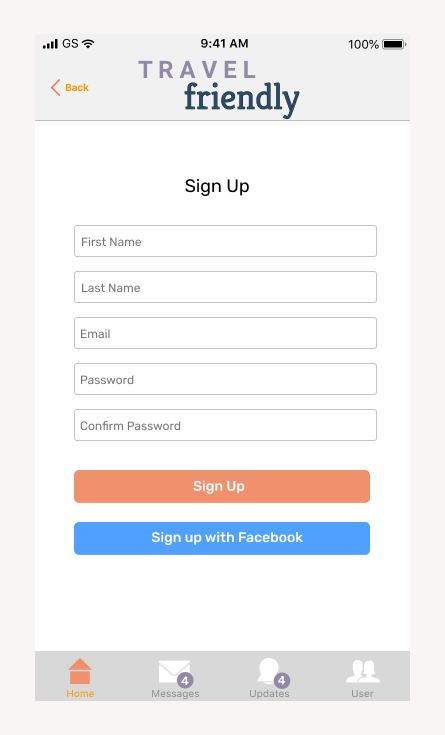 GS 9:41 AM 100%
TRAVEL
Back
friendly
Sign Up
First Name
Last Name
Email
Password
Confirm Password
Sign Up
Sign up with Facebook
4 4
Home Messages Updates User